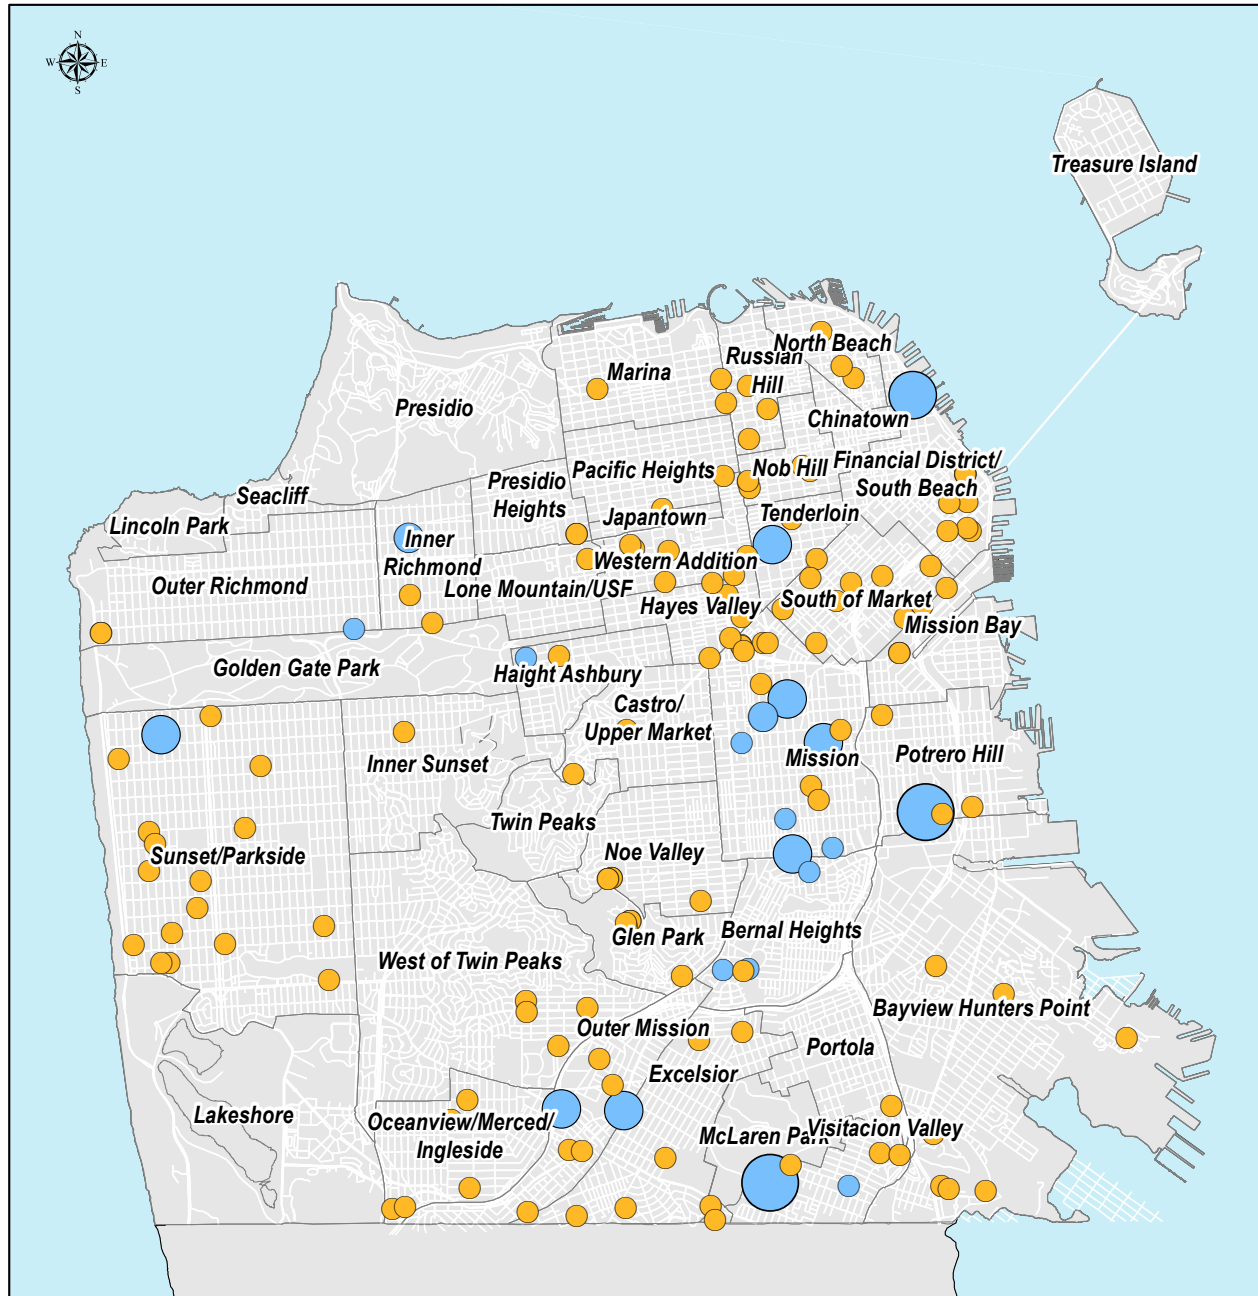 N
W E
S
Treasure Island
North Beach
Russian
Hill
Marina
Presidio
Chinatown
Financial District/
South Beach
Nob Hill
Pacific Heights
Presidio
Heights
Seacliff
Lincoln Park
Japantown
Tenderloin
Inner
Richmond
Western Addition
Outer Richmond
Lone Mountain/USF
Hayes Valley
South of Market
Mission Bay
Golden Gate Park
Haight Ashbury
Castro/
Upper Market
Inner Sunset
Mission
Potrero Hill
Twin Peaks
Sunset/Parkside
Noe Valley
Glen Park
Bernal Heights
West of Twin Peaks
Bayview Hunters Point
Outer Mission
Portola
Excelsior
Lakeshore
Oceanview/Merced/
Ingleside
McLaren Park
Visitacion Valley